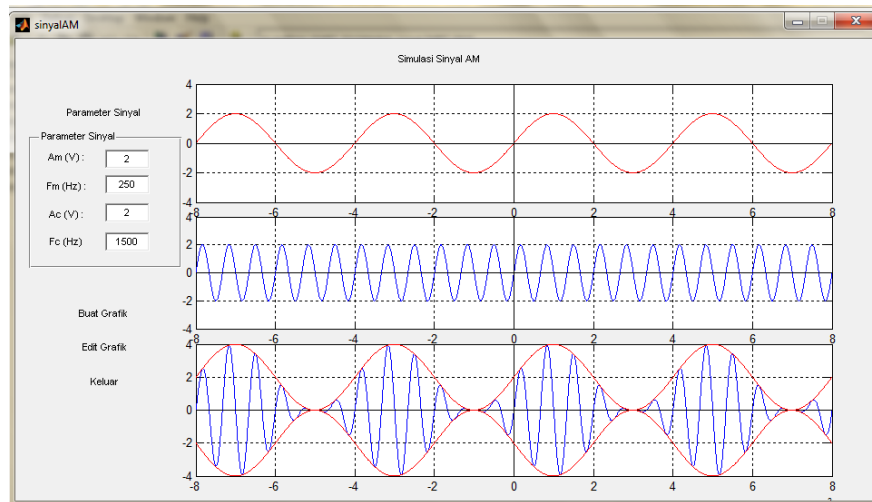 sinyalAM
Simulasi Sinyal AM
Parameter Sinyal
Parameter Sinyal
Am (V) : 2
Fm (Hz) : 250
Ac (V) : 2
Fc (Hz) 1500
Buat Grafik
Edit Grafik
Keluar
4
2
0
-2
-4
-8 -6 -4 -2 0 2 4 6 8
4
2
0
-2
-4
-8 -6 -4 -2 0 2 4 6 8
4
2
0
-2
-4
-8 -6 -4 -2 0 2 4 6 8